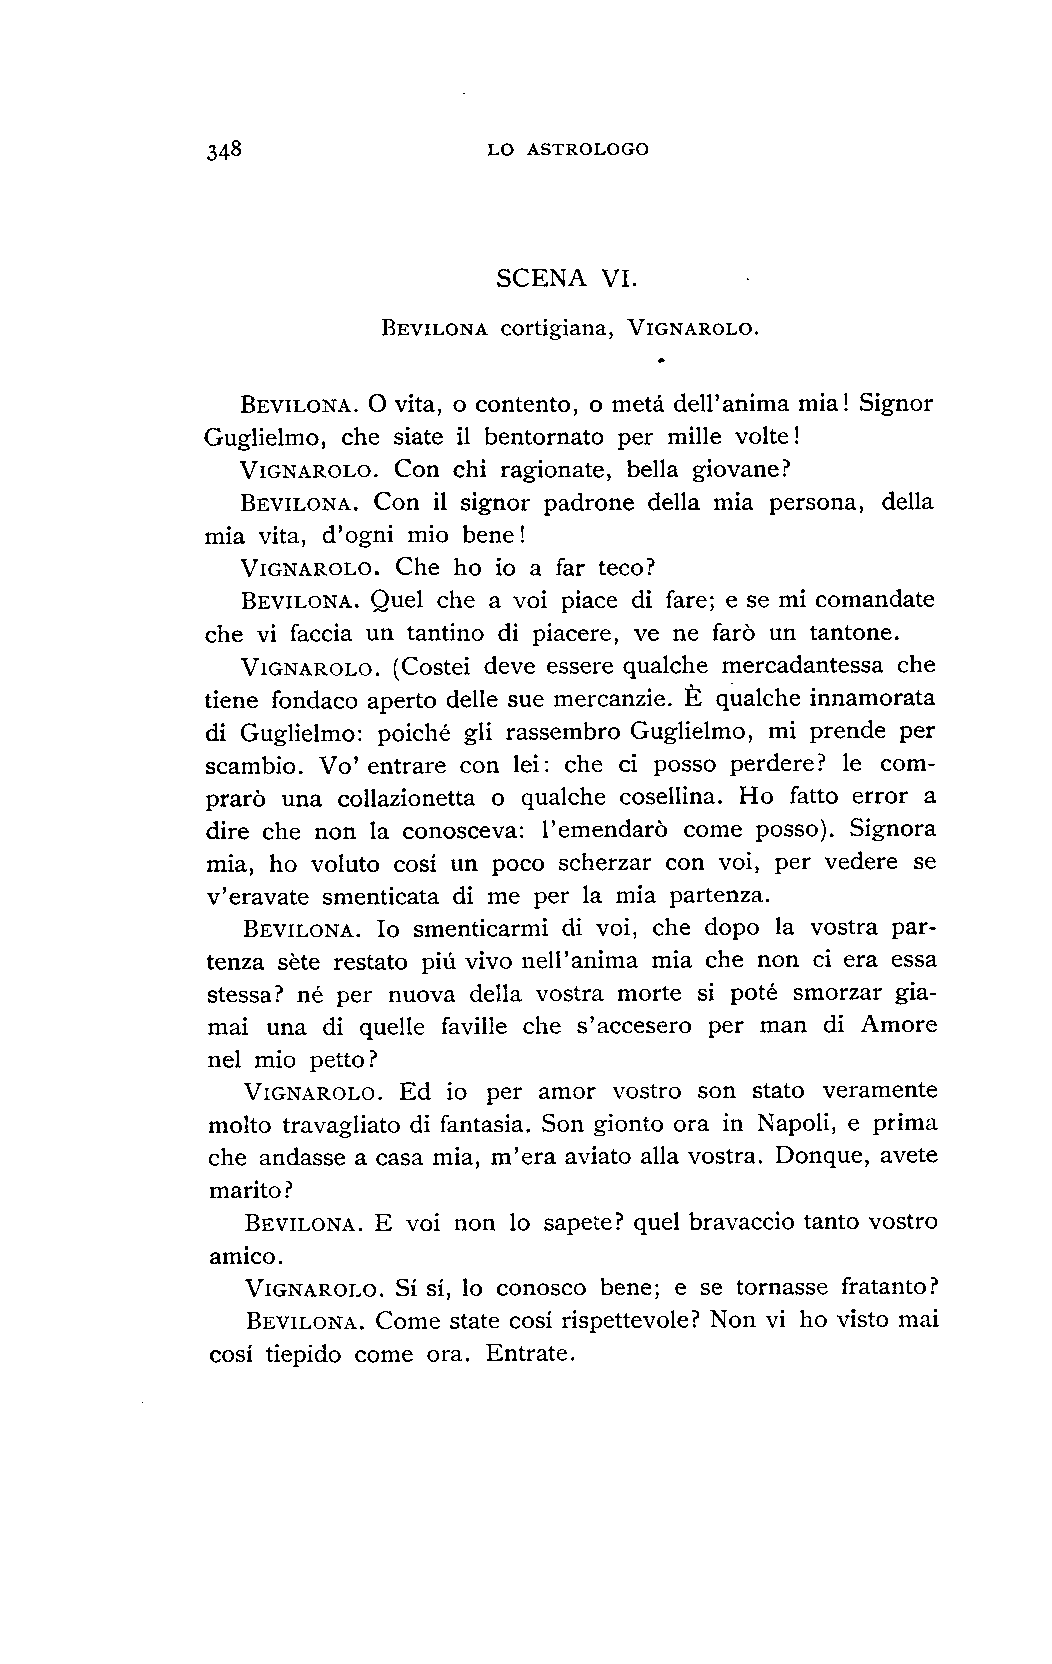 348 LO ASTROLOGO
SCENA VI.
BEVILONA cortigiana, VIGNAROLO.
BEVILONA. O vita, o contento, o metá dell'anima mia! Signor
Guglielmo, che siate il bentornato per mille volte!
VIGNAROLO. Con chi ragionate, bella giovane?
BEVILONA. Con il signor padrone della mia persona, della
mia vita, d'ogni mio bene!
VIGNAROLO. Che ho io a far teco?
BEVILONA. Quel che a voi piace di fare; e se mi comandate
che vi faccia un tantino di piacere, ve ne farò un tantone.
VIGNAROLO. (Costei deve essere qualche mercadantessa che
tiene fondaco aperto delle sue mercanzie. È qualche innamorata
di Guglielmo: poiché gli rassembro Guglielmo, mi prende per
scambio. Vo' entrare con lei: che ci posso perdere? le com-
prarò una collazionetta o qualche cosellina. Ho fatto error a
dire che non la conosceva: l'emendarò come posso). Signora
mia, ho voluto cosí un poco scherzar con voi, per vedere se
v'eravate smenticata di me per la mia partenza.
BEVILONA. Io smenticarmi di voi, che dopo la vostra par-
tenza sète restato piú vivo nell'anima mia che non ci era essa
stessa? né per nuova della vostra morte si poté smorzar gia-
mai una di quelle faville che s'accesero per man di Amore
nel mio petto?
VIGNAROLO. Ed io per amor vostro son stato veramente
molto travagliato di fantasia. Son gionto ora in Napoli, e prima
che andasse a casa mia, m'era aviato alla vostra. Donque, avete
marito?
BEVILONA. E voi non lo sapete? quel bravaccio tanto vostro
amico.
VIGNAROLO. Sí sí, lo conosco bene; e se tornasse fratanto?
BEVILONA. Come state cosí rispettevole? Non vi ho visto mai
cosí tiepido come ora. Entrate.